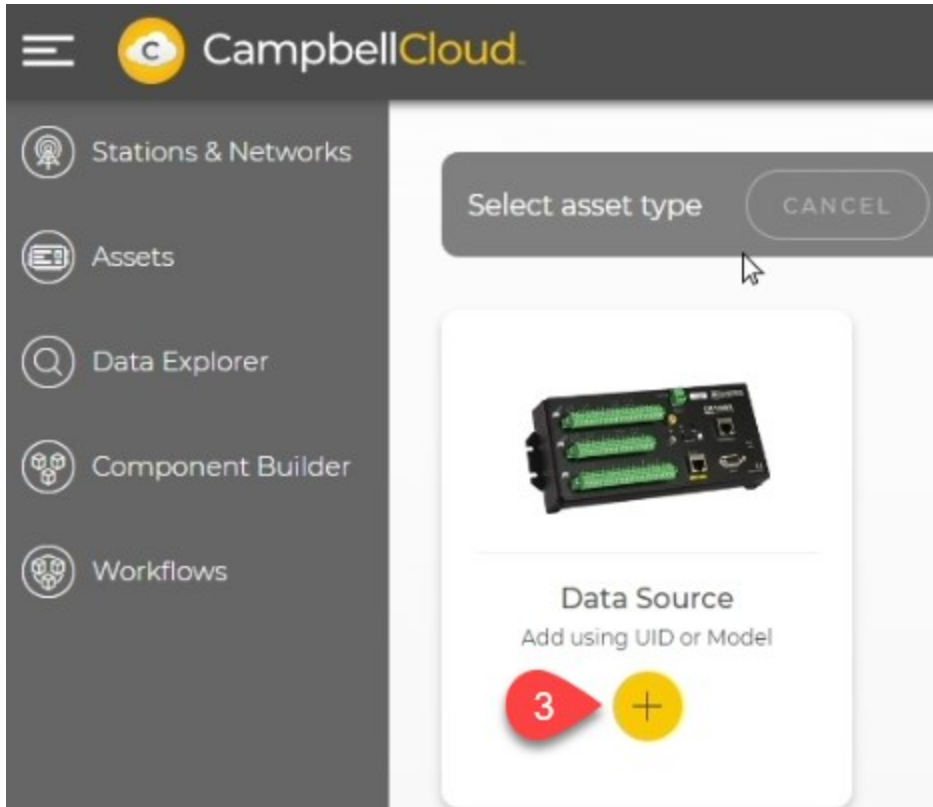 CampbellCloud
Stations & Networks
Assets
Data Explorer
Component Builder
Workflows
Select asset type
CANCEL
Data Source
Add using UID or Model
3